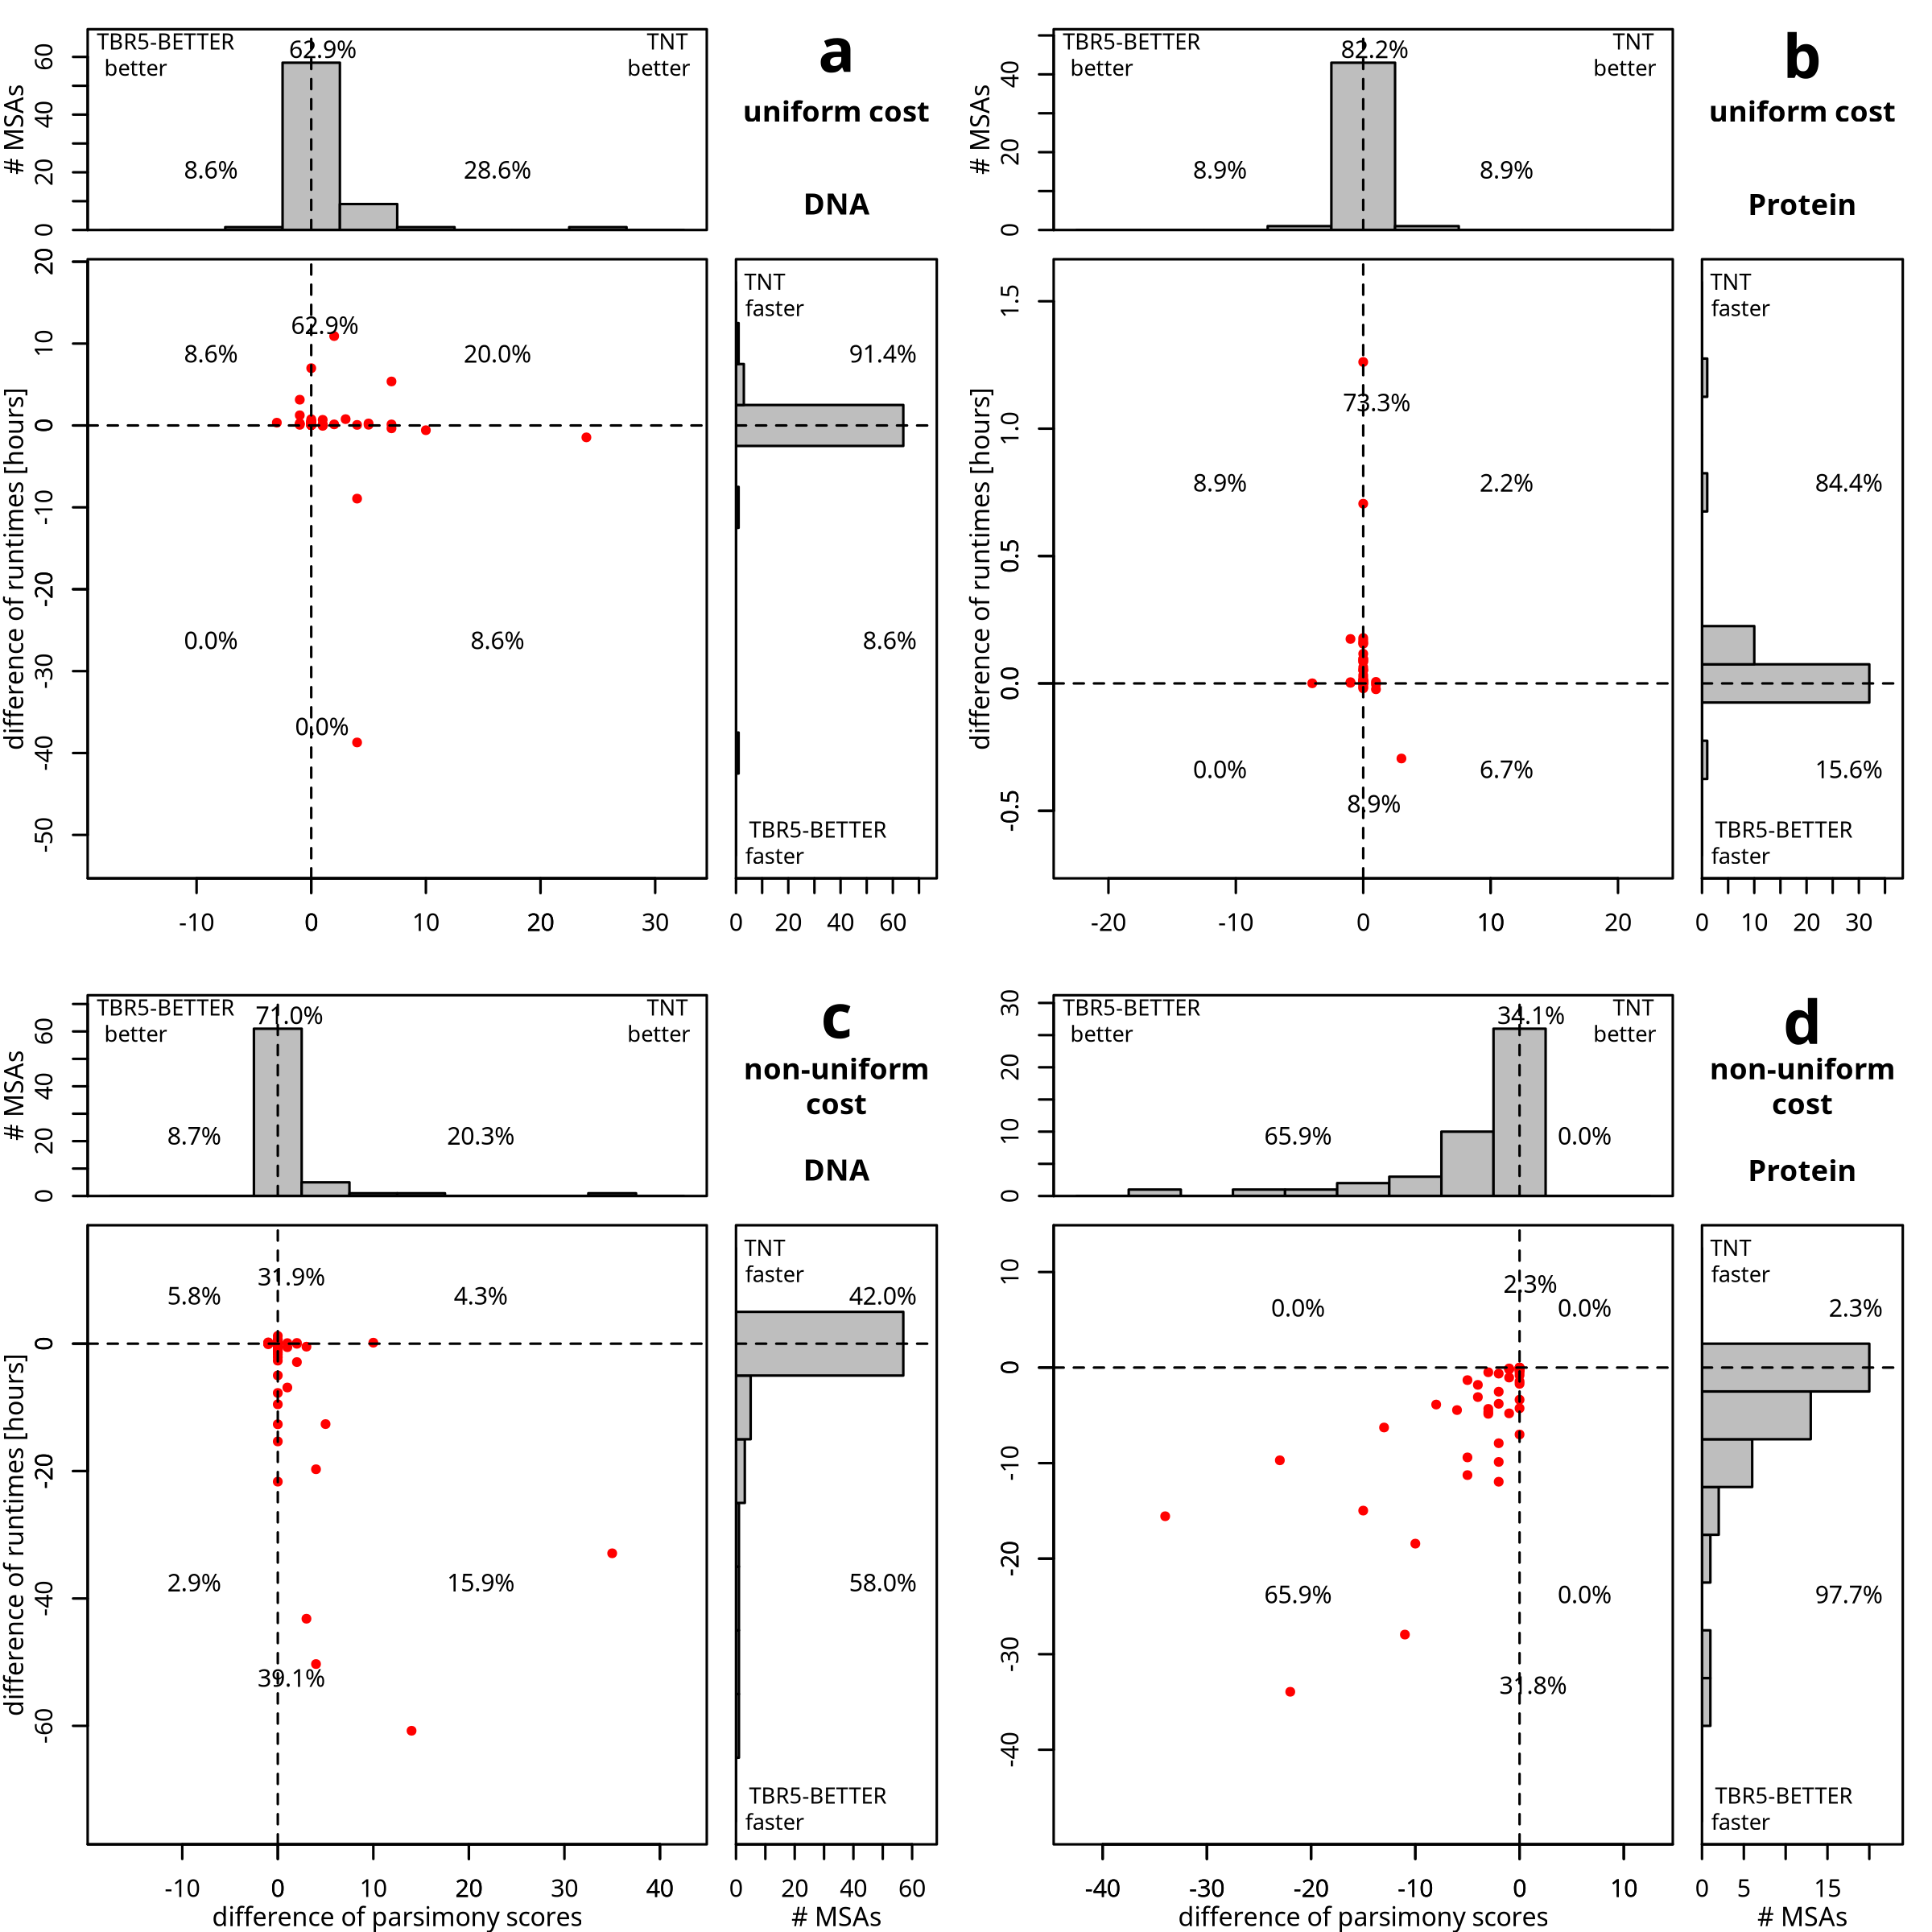 TBR5-BETTER
better
TNT
better
62.9%
8.6%
28.6%
# MSAs
0
20
40
60
a
uniform cost
DNA
62.9%
8.6%
20.0%
0.0%
8.6%
0.0%
difference of runtimes [hours]
20
10
0
-10
-20
-30
-40
-50
-10
0
10
20
30
TNT
faster
91.4%
8.6%
TBR5-BETTER
faster
0
20
40
60
TBR5-BETTER
better
TNT
better
82.2%
8.9%
8.9%
# MSAs
0
20
40
b
uniform cost
Protein
73.3%
8.9%
2.2%
0.0%
6.7%
8.9%
difference of runtimes [hours]
1.5
1.0
0.5
0.0
-0.5
-20
-10
0
10
20
TNT
faster
84.4%
15.6%
TBR5-BETTER
faster
0
10
20
30
TBR5-BETTER
better
TNT
better
71.0%
8.7%
20.3%
# MSAs
0
20
40
60
c
non-uniform
cost
DNA
31.9%
5.8%
4.3%
2.9%
15.9%
39.1%
difference of runtimes [hours]
0
-20
-40
-60
-10
0
10
20
30
40
difference of parsimony scores
TNT
faster
42.0%
58.0%
TBR5-BETTER
faster
0
20
40
60
# MSAs
TBR5-BETTER
better
TNT
better
34.1%
65.9%
0.0%
0
10
20
30
d
non-uniform
cost
Protein
2.3%
0.0%
0.0%
65.9%
0.0%
31.8%
10
0
-10
-20
-30
-40
-40
-30
-20
-10
0
10
difference of parsimony scores
TNT
faster
2.3%
97.7%
TBR5-BETTER
faster
0
5
15
# MSAs